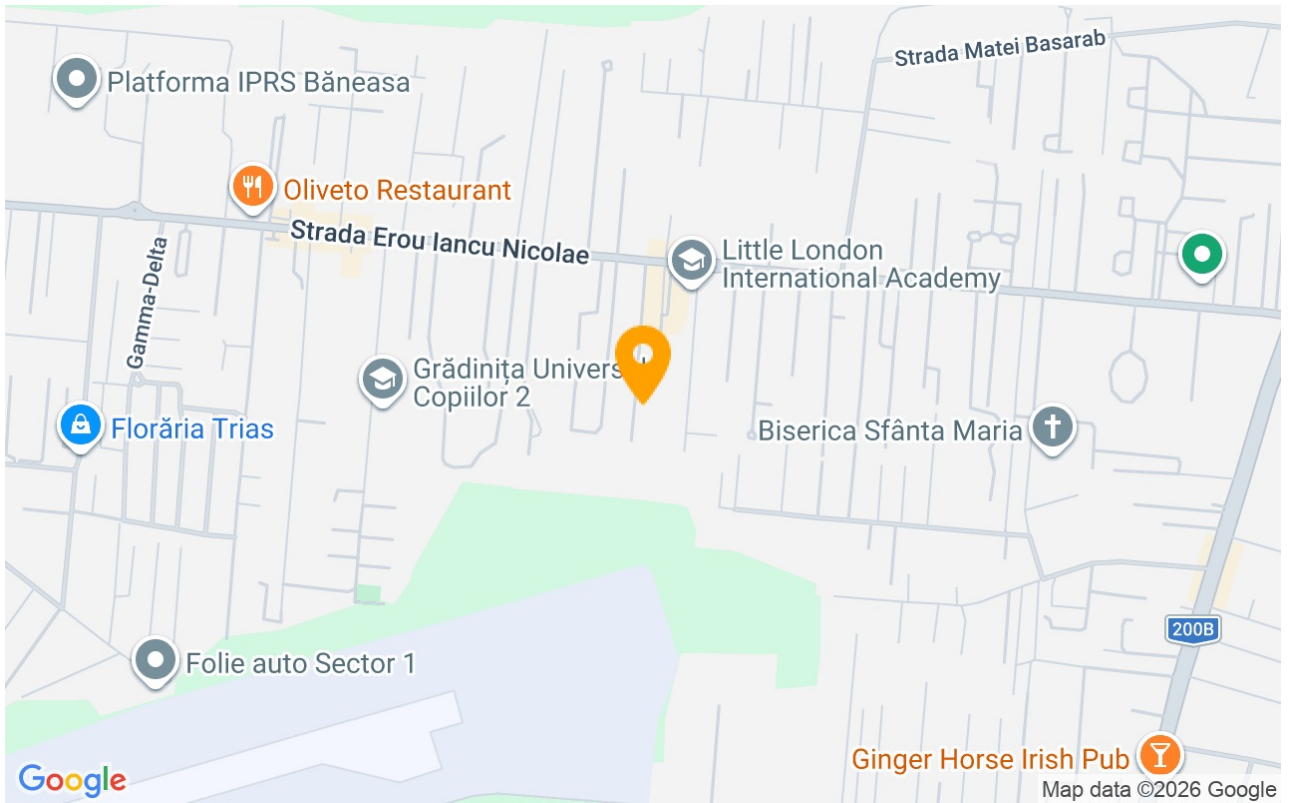 Strada Matei Basarab
Platforma IPRS Băneasa
Oliveto Restaurant
Strada Erou Iancu Nicolae
Little London
International Academy
Gamma-Delta
Grădinița Univers
Copiilor 2
Florăria Trias
Biserica Sfânta Maria
200B
Folie auto Sector 1
Ginger Horse Irish Pub
Google
Map data ©2026 Google